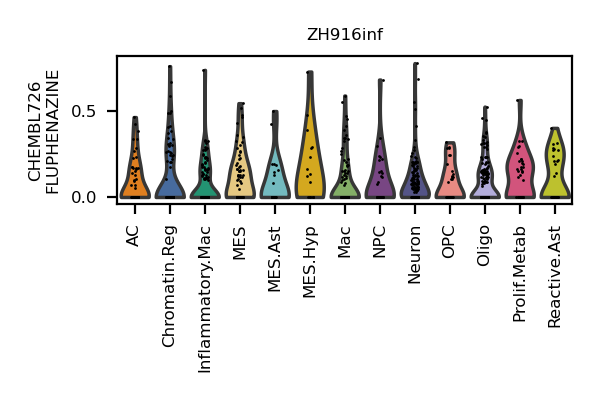 ZH916inf
CHEMBL726
FLUPHENAZINE
0.5
0.0
AC
Chromatin.Reg
Inflammatory.Mac
MES
MES.Ast
MES.Hyp
Mac
NPC
Neuron
OPC
Oligo
Prolif.Metab
Reactive.Ast